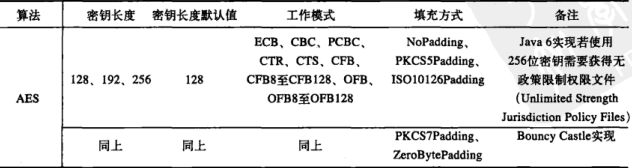 算法 密钥长度 密钥长度默认值 工作模式 填充方式 备注
AES
128、192、256
128
ECB、CBC、PCBC、
CTR、CTS、CFB、
CFB8至CFB128、OFB、
OFB8至OFB128
NoPadding、
PKCS5Padding、
ISO10126Padding
Java 6实现若使用
256位密钥需要获得无
政策限制权限文件
(Unlimited Strength
Jurisdiction Policy Files)
同上
同上
同上
PKCS7Padding、
ZeroBytePadding
Bouncy Castle实现